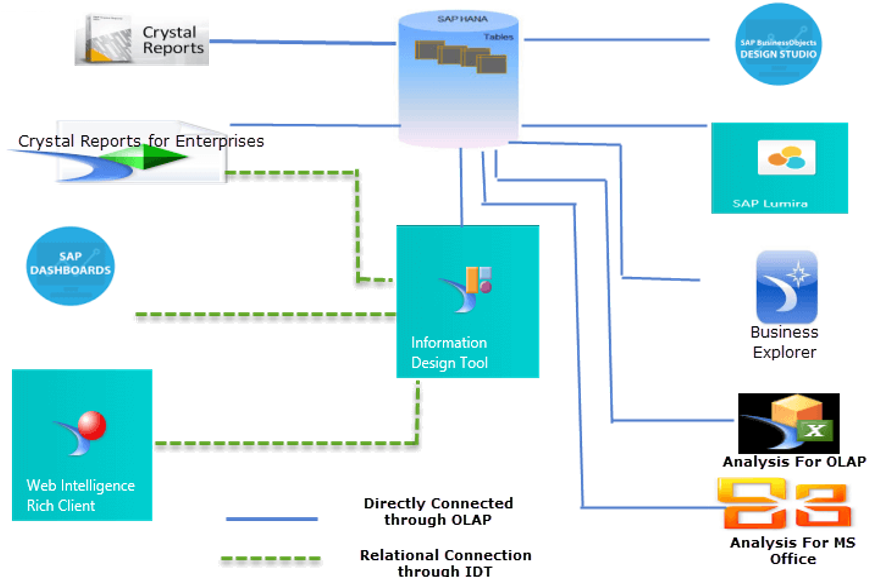 SAP HANA
Tables
Crystal
Reports
SAP BusinessObjects
DESIGN STUDIO
Crystal Reports for Enterprises
SAP Lumira
SAP
DASHBOARDS
Information
Design Tool
Business
Explorer
Web Intelligence
Rich Client
X
Analysis For OLAP
Analysis For MS
Office
Directly Connected
through OLAP
Relational Connection
through IDT